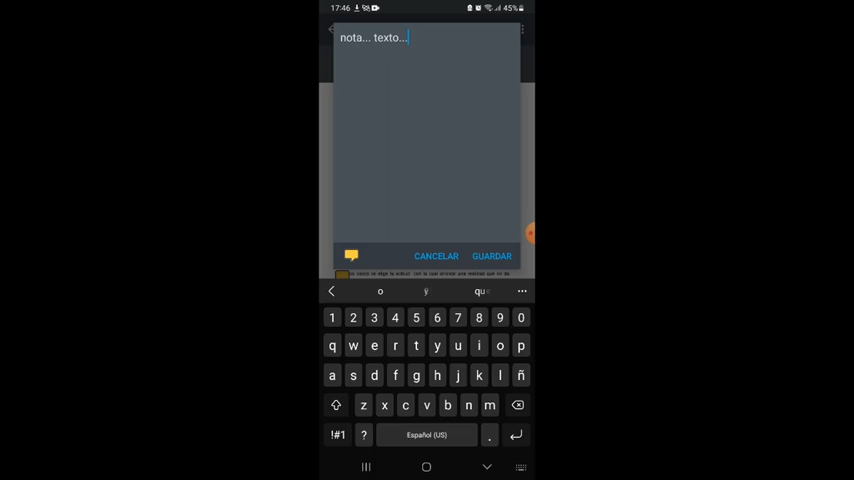 17:46 45%
nota... texto...
CANCELAR GUARDAR
o ÿ que
1 2 3 4 5 6 7 8 9 0
q w e r t y u i o p
a s d f g h j k l ñ
z x c v b n m
!#1 ? Español (US) .